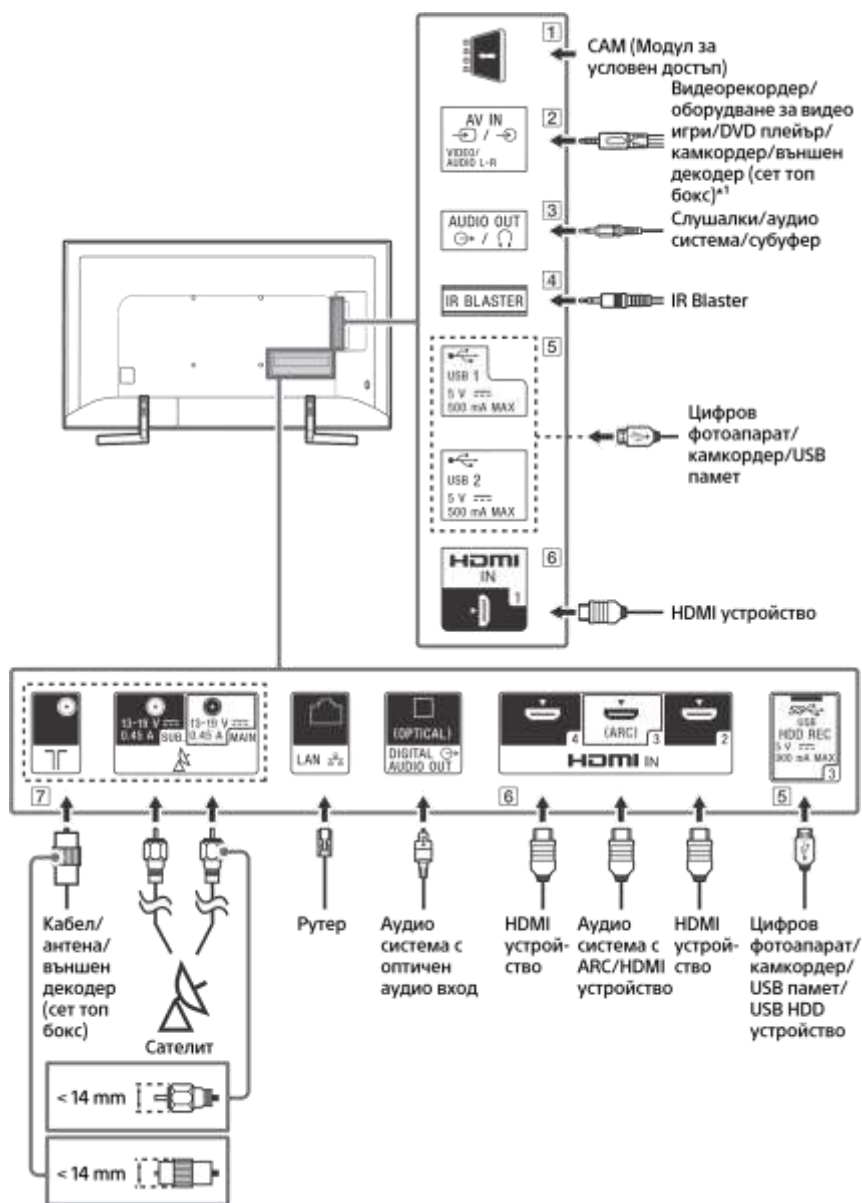 1
CAM (Модул за
условен достъп)
AV IN
/
VIDEO/
AUDIO L-R
2
Видеорекордер/
оборудване за видео
игри/DVD плейър/
камкордер/външен
декодер (сет топ
бокс)*1
AUDIO OUT
/
3
Слушалки/аудио
система/субуфер
4
IR BLASTER
IR Blaster
5
USB 1
5 V
500 mA MAX
USB 2
5 V
500 mA MAX
Цифров
фотоапарат/
камкордер/USB
памет
HDMI
IN
1
6
HDMI устройство
13-19 V
0.45 A SUB
13-19 V
0.45 A MAIN
LAN
(OPTICAL)
DIGITAL
AUDIO OUT
4
(ARC)
3
2
HDMI IN
SS
USB
HDD REC
5 V
900 mA MAX
3
7
6
5
Кабел/
антена/
външен
декодер
(сет топ
бокс)
Сателит
Рутер
Аудио
система с
оптичен
аудио вход
HDMI
устрой-
ство
Аудио
система с
ARC/HDMI
устройство
HDMI
устрой-
ство
Цифров
фотоапарат/
камкордер/
USB памет/
USB HDD
устройство
< 14 mm
< 14 mm